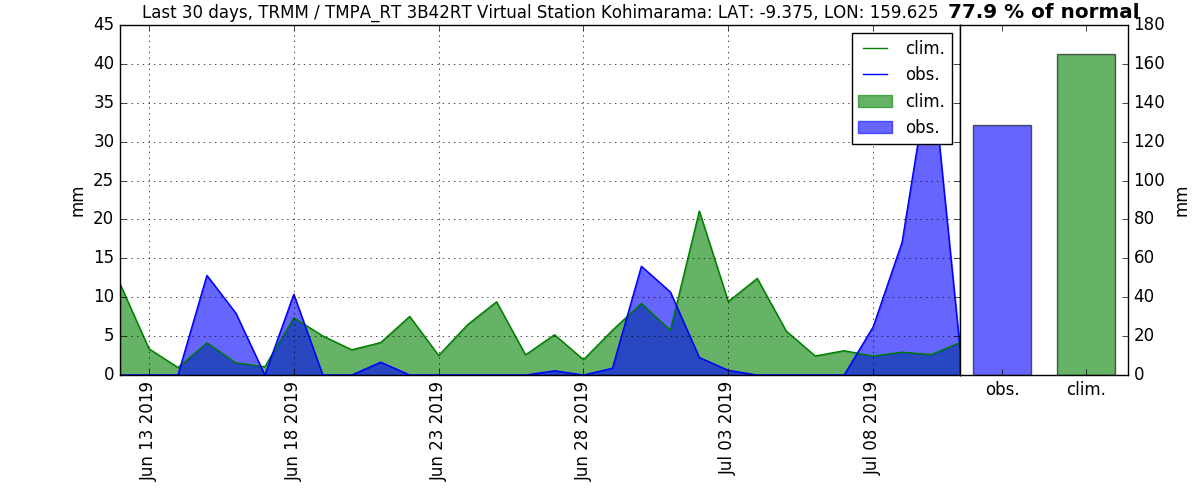 Last 30 days, TRMM / TMPA_RT 3B42RT Virtual Station Kohimarama: LAT: -9.375, LON: 159.625 77.9 % of normal
45
40
35
30
25
20
15
10
5
0
mm
clim.
obs.
clim.
obs.
180
160
140
120
100
80
60
40
20
0
mm
Jun 13 2019
Jun 18 2019
Jun 23 2019
Jun 28 2019
Jul 03 2019
Jul 08 2019
obs.
clim.